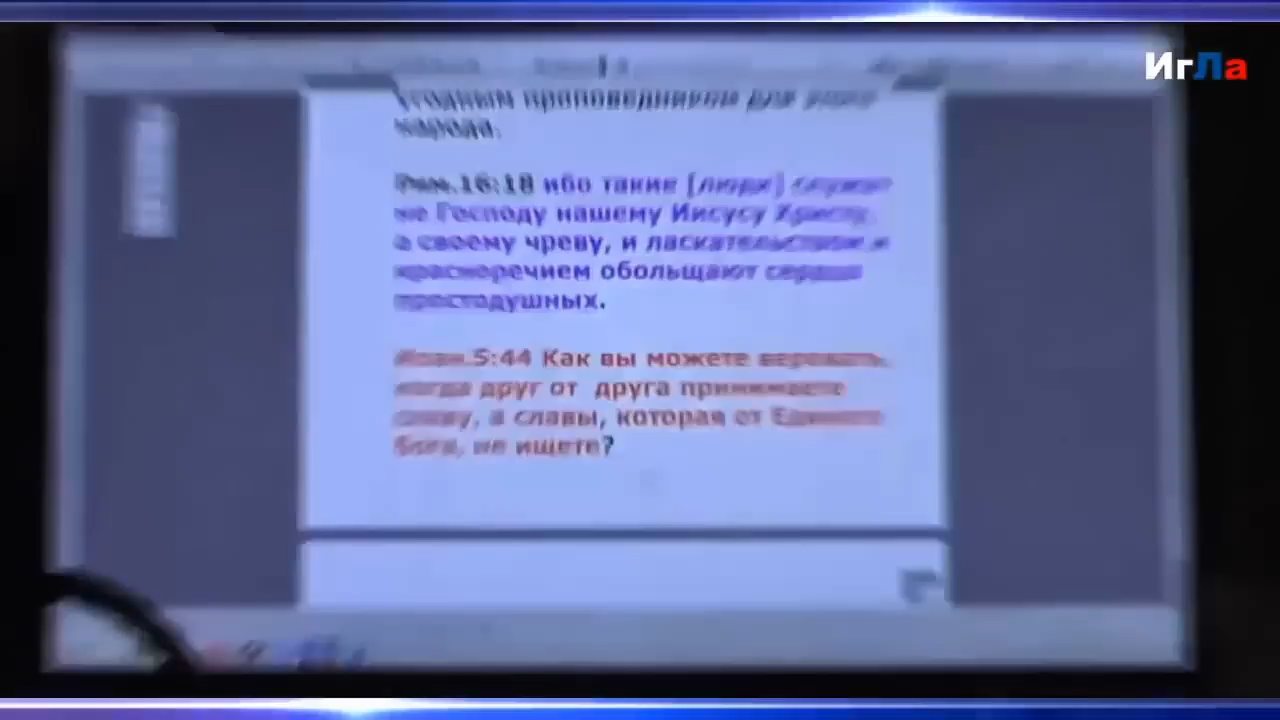 ИгЛа
угодным проповедником для этого
народа.
Рим.16:18 ибо такие [люди] служат
не Господу нашему Иисусу Христу,
а своему чреву, и ласкательством и
красноречием обольщают сердца
простодушных.
Иоан.5:44 Как вы можете веровать,
когда друг от друга принимаете
славу, а славы, которая от Единого
Бога, не ищете?